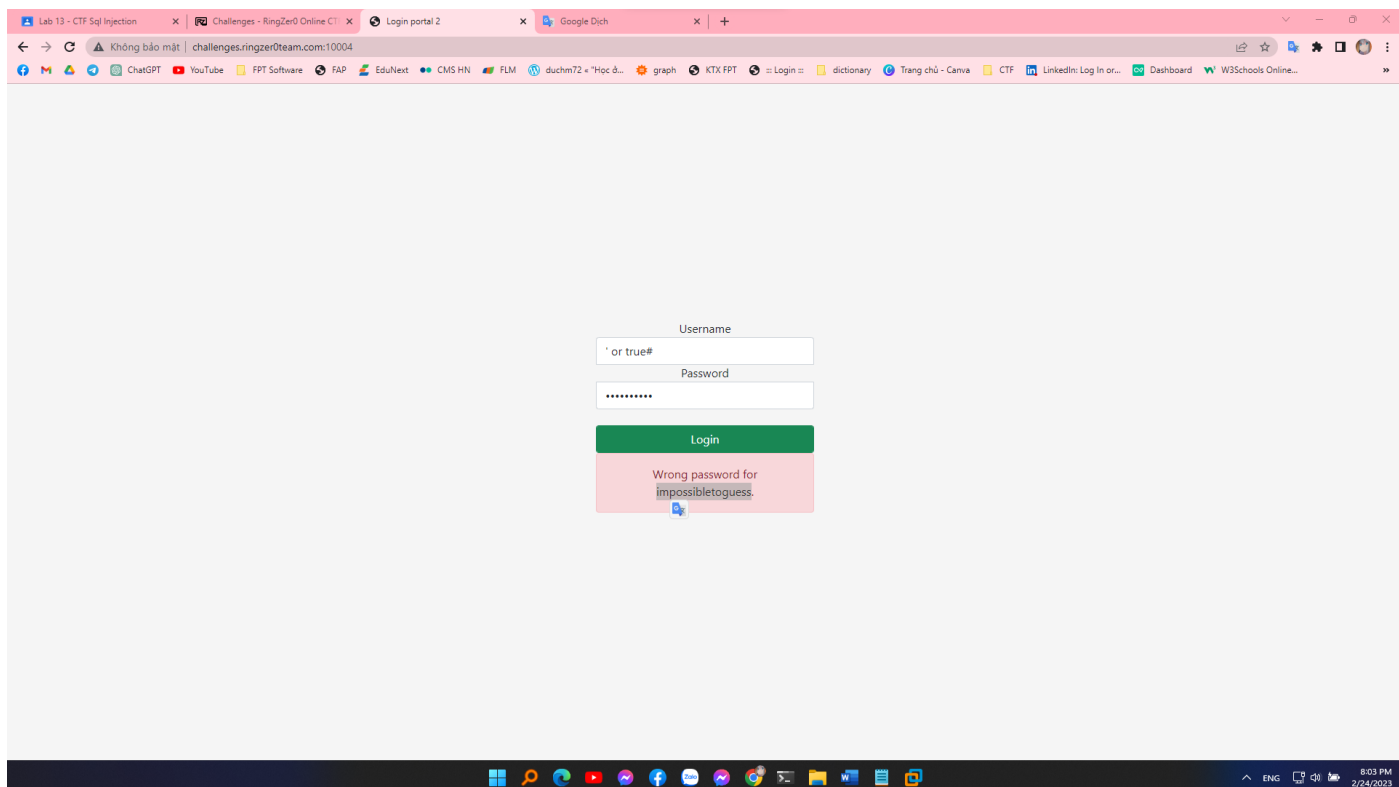 Lab 13 - CTF Sql Injection
Challenges - RingZer0 Online CT
Login portal 2
Google Dịch
Không bảo mật | challenges.ringzer0team.com:10004
ChatGPT YouTube FPT Software FAP EduNext CMS HN FLM duchm72 « "Học ở... graph KTX FPT ::: Login ::: dictionary Trang chủ - Canva CTF LinkedIn: Log In or... Dashboard W3Schools Online... »
Username
' or true#
Password
••••••••••
Login
Wrong password for
impossibletoguess.
Zalo
ENG
8:03 PM
2/24/2023